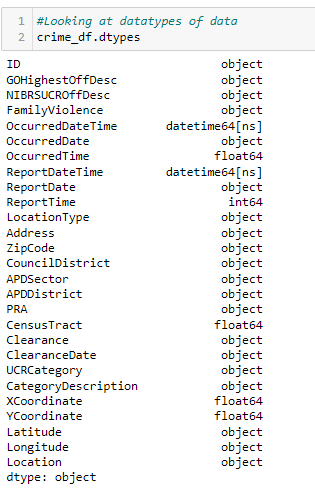 1 #Looking at datatypes of data
2 crime_df.dtypes
ID object
GOHighestOffDesc object
NIBRSUCROffDesc object
FamilyViolence object
OccurredDateTime datetime64[ns]
OccurredDate object
OccurredTime float64
ReportDateTime datetime64[ns]
ReportDate object
ReportTime int64
LocationType object
Address object
ZipCode object
CouncilDistrict object
APDSector object
APDDistrict object
PRA object
CensusTract float64
Clearance object
ClearanceDate object
UCRCategory object
CategoryDescription object
XCoordinate float64
YCoordinate float64
Latitude object
Longitude object
Location object
dtype: object